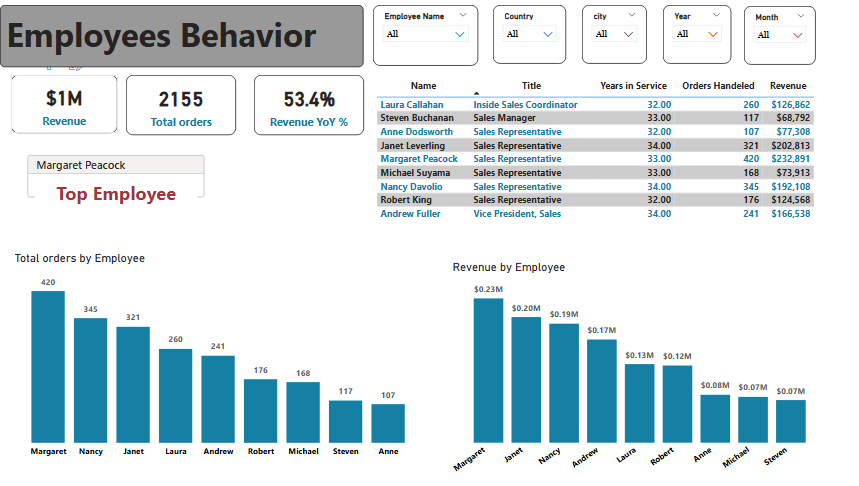 Employees Behavior
Employee Name
All
Country
All
city
All
Year
All
Month
All
$1M
Revenue
2155
Total orders
53.4%
Revenue YoY %
Margaret Peacock
Top Employee
Name Title Years in Service Orders Handeled Revenue
Laura Callahan Inside Sales Coordinator 32.00 260 $126,862
Steven Buchanan Sales Manager 33.00 117 $68,792
Anne Dodsworth Sales Representative 32.00 107 $77,308
Janet Leverling Sales Representative 34.00 321 $202,813
Margaret Peacock Sales Representative 33.00 420 $232,891
Michael Suyama Sales Representative 33.00 168 $73,913
Nancy Davolio Sales Representative 34.00 345 $192,108
Robert King Sales Representative 32.00 176 $124,568
Andrew Fuller Vice President, Sales 34.00 241 $166,538
Total orders by Employee
420 345 321 260 241 176 168 117 107
Margaret Nancy Janet Laura Andrew Robert Michael Steven Anne
Revenue by Employee
$0.23M $0.20M $0.19M $0.17M $0.13M $0.12M $0.08M $0.07M $0.07M
Margaret Janet Nancy Andrew Laura Robert Anne Michael Steven